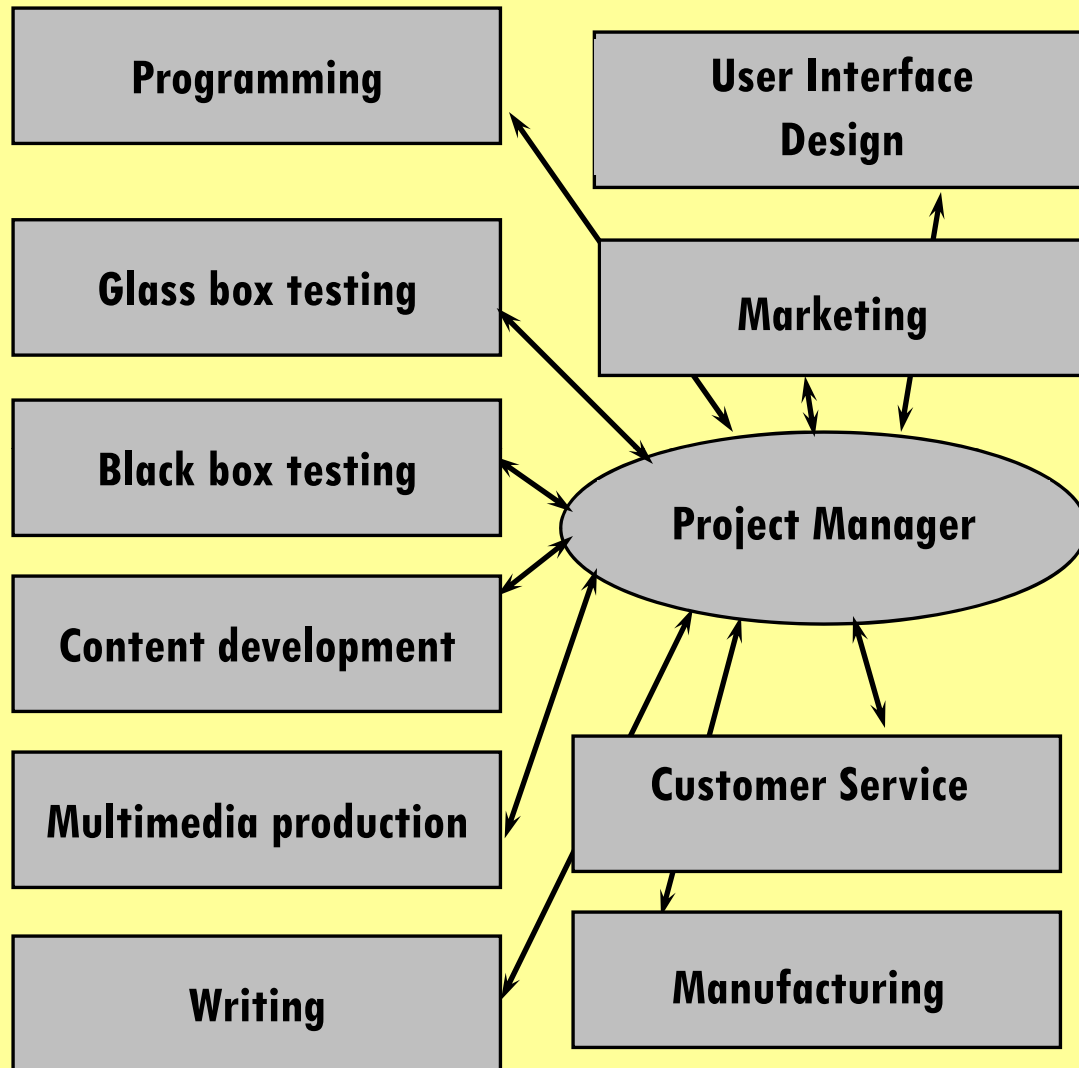 Programming
User Interface
Design
Glass box testing
Marketing
Black box testing
Project Manager
Content development
Multimedia production
Customer Service
Writing
Manufacturing